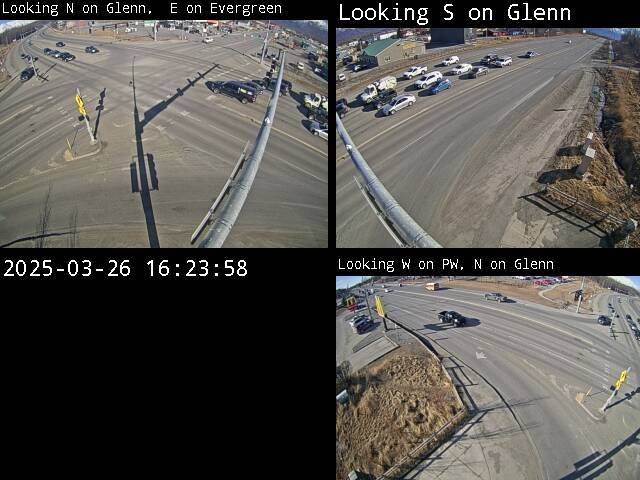 Looking N on Glenn, E on Evergreen
Looking S on Glenn
2025-03-26 16:23:58
Looking W on PW, N on Glenn